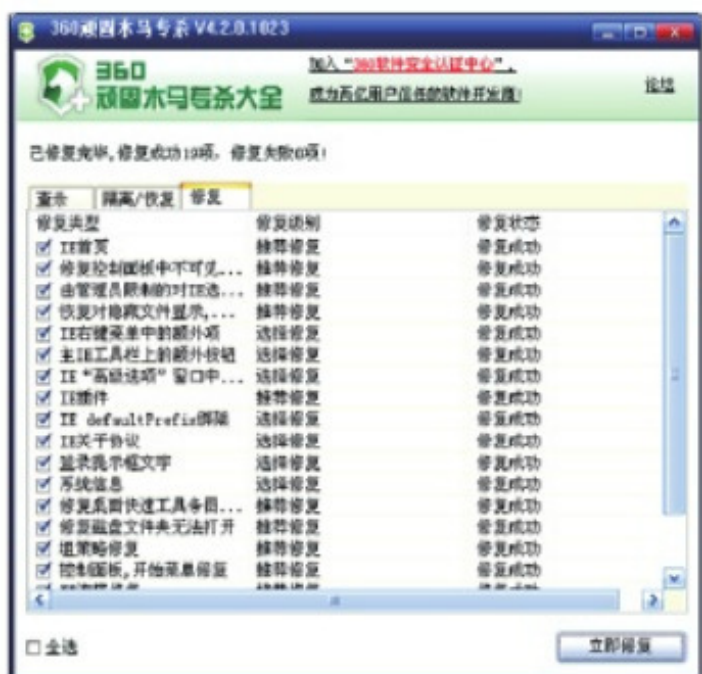 360顽固木马专杀 V4.2.0.1023
360
顽固木马专杀大全
加入“360软件安全认证中心”,
成为两亿用户信任的软件开发商!
论坛
已修复完毕,修复成功19项, 修复失败0项!
查杀 隔离/恢复 修复
修复类型 修复级别 修复状态
IE首页 推荐修复 修复成功
修复控制面板中不可见... 推荐修复 修复成功
由管理员限制的对IE选... 推荐修复 修复成功
恢复对隐藏文件显示,... 推荐修复 修复成功
IE右键菜单中的额外项 选择修复 修复成功
主IE工具栏上的额外按钮 选择修复 修复成功
IE“高级选项”窗口中... 选择修复 修复成功
IE插件 推荐修复 修复成功
IE defaultPrefix绑架 选择修复 修复成功
IE关于协议 选择修复 修复成功
登录提示框文字 选择修复 修复成功
系统信息 选择修复 修复成功
修复桌面快速工具条图... 推荐修复 修复成功
修复磁盘文件夹无法打开 推荐修复 修复成功
组策略修复 推荐修复 修复成功
控制面板,开始菜单修复 推荐修复 修复成功
全选
立即修复